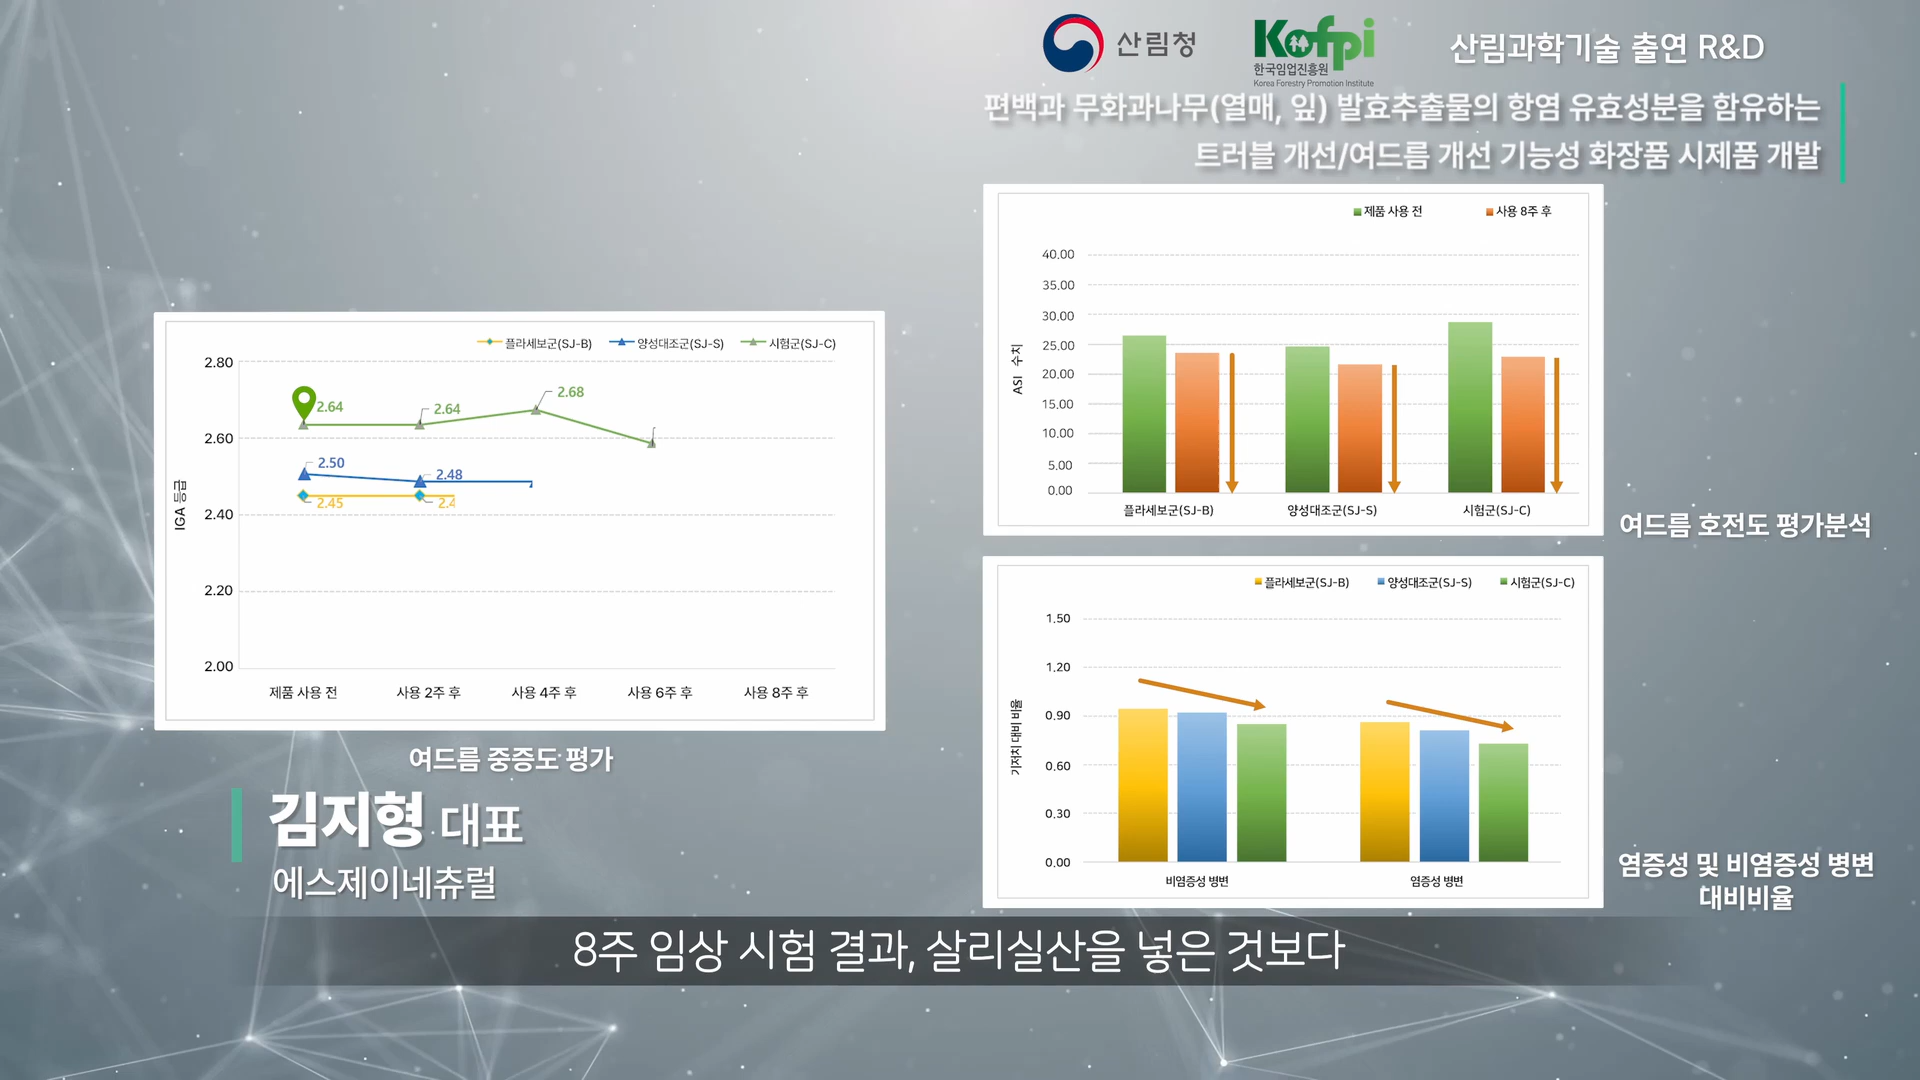 산림청
Kofpi
한국임업진흥원
Korea Forestry Promotion Institute
산림과학기술 출연 R&D
편백과 무화과나무(열매, 잎) 발효추출물의 항염 유효성분을 함유하는
트러블 개선/여드름 개선 기능성 화장품 시제품 개발
플라세보군(SJ-B) 양성대조군(SJ-S) 시험군(SJ-C)
IGA 등급
2.80
2.60
2.40
2.20
2.00
2.64 2.64 2.68
2.50 2.48
2.45 2.4
제품 사용 전 사용 2주 후 사용 4주 후 사용 6주 후 사용 8주 후
여드름 중증도 평가
제품 사용 전 사용 8주 후
ASI 수치
40.00
35.00
30.00
25.00
20.00
15.00
10.00
5.00
0.00
플라세보군(SJ-B) 양성대조군(SJ-S) 시험군(SJ-C)
여드름 호전도 평가분석
플라세보군(SJ-B) 양성대조군(SJ-S) 시험군(SJ-C)
기저치 대비 비율
1.50
1.20
0.90
0.60
0.30
0.00
비염증성 병변 염증성 병변
염증성 및 비염증성 병변
대비비율
김지형 대표
에스제이네츄럴
8주 임상 시험 결과, 살리실산을 넣은 것보다